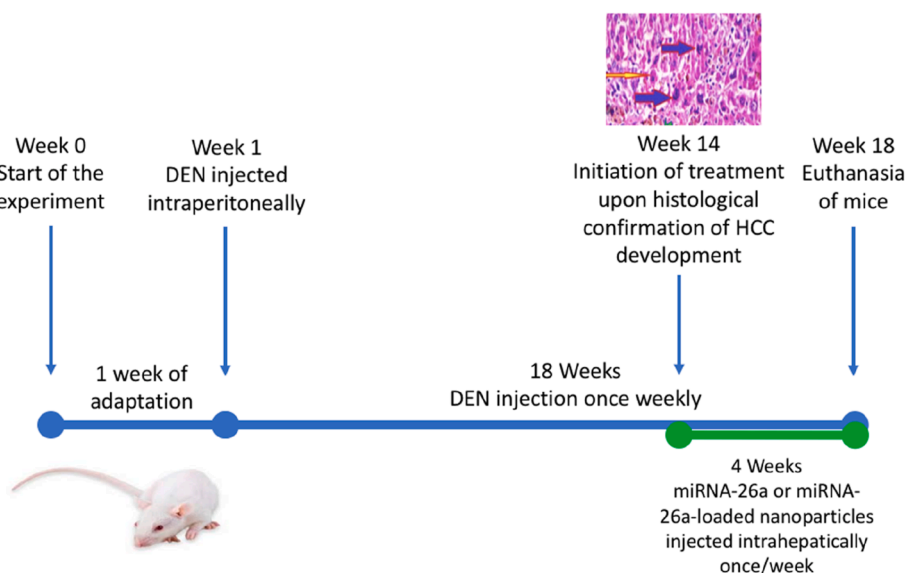 Week 0
Start of the
experiment
Week 1
DEN injected
intraperitoneally
Week 14
Initiation of treatment
upon histological
confirmation of HCC
development
Week 18
Euthanasia
of mice
1 week of
adaptation
18 Weeks
DEN injection once weekly
4 Weeks
miRNA-26a or miRNA-
26a-loaded nanoparticles
injected intrahepatically
once/week